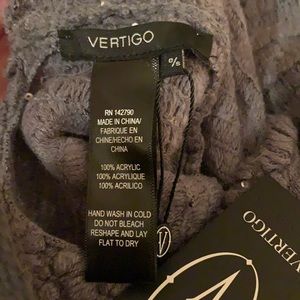 VERTIGO
RN 142790
MADE IN CHINA/
FABRIQUE EN
CHINE/HECHO EN
CHINA
100% ACRYLIC
100% ACRYLIQUE
100% ACRILICO
HAND WASH IN COLD
DO NOT BLEACH
RESHAPE AND LAY
FLAT TO DRY
VERTIGO